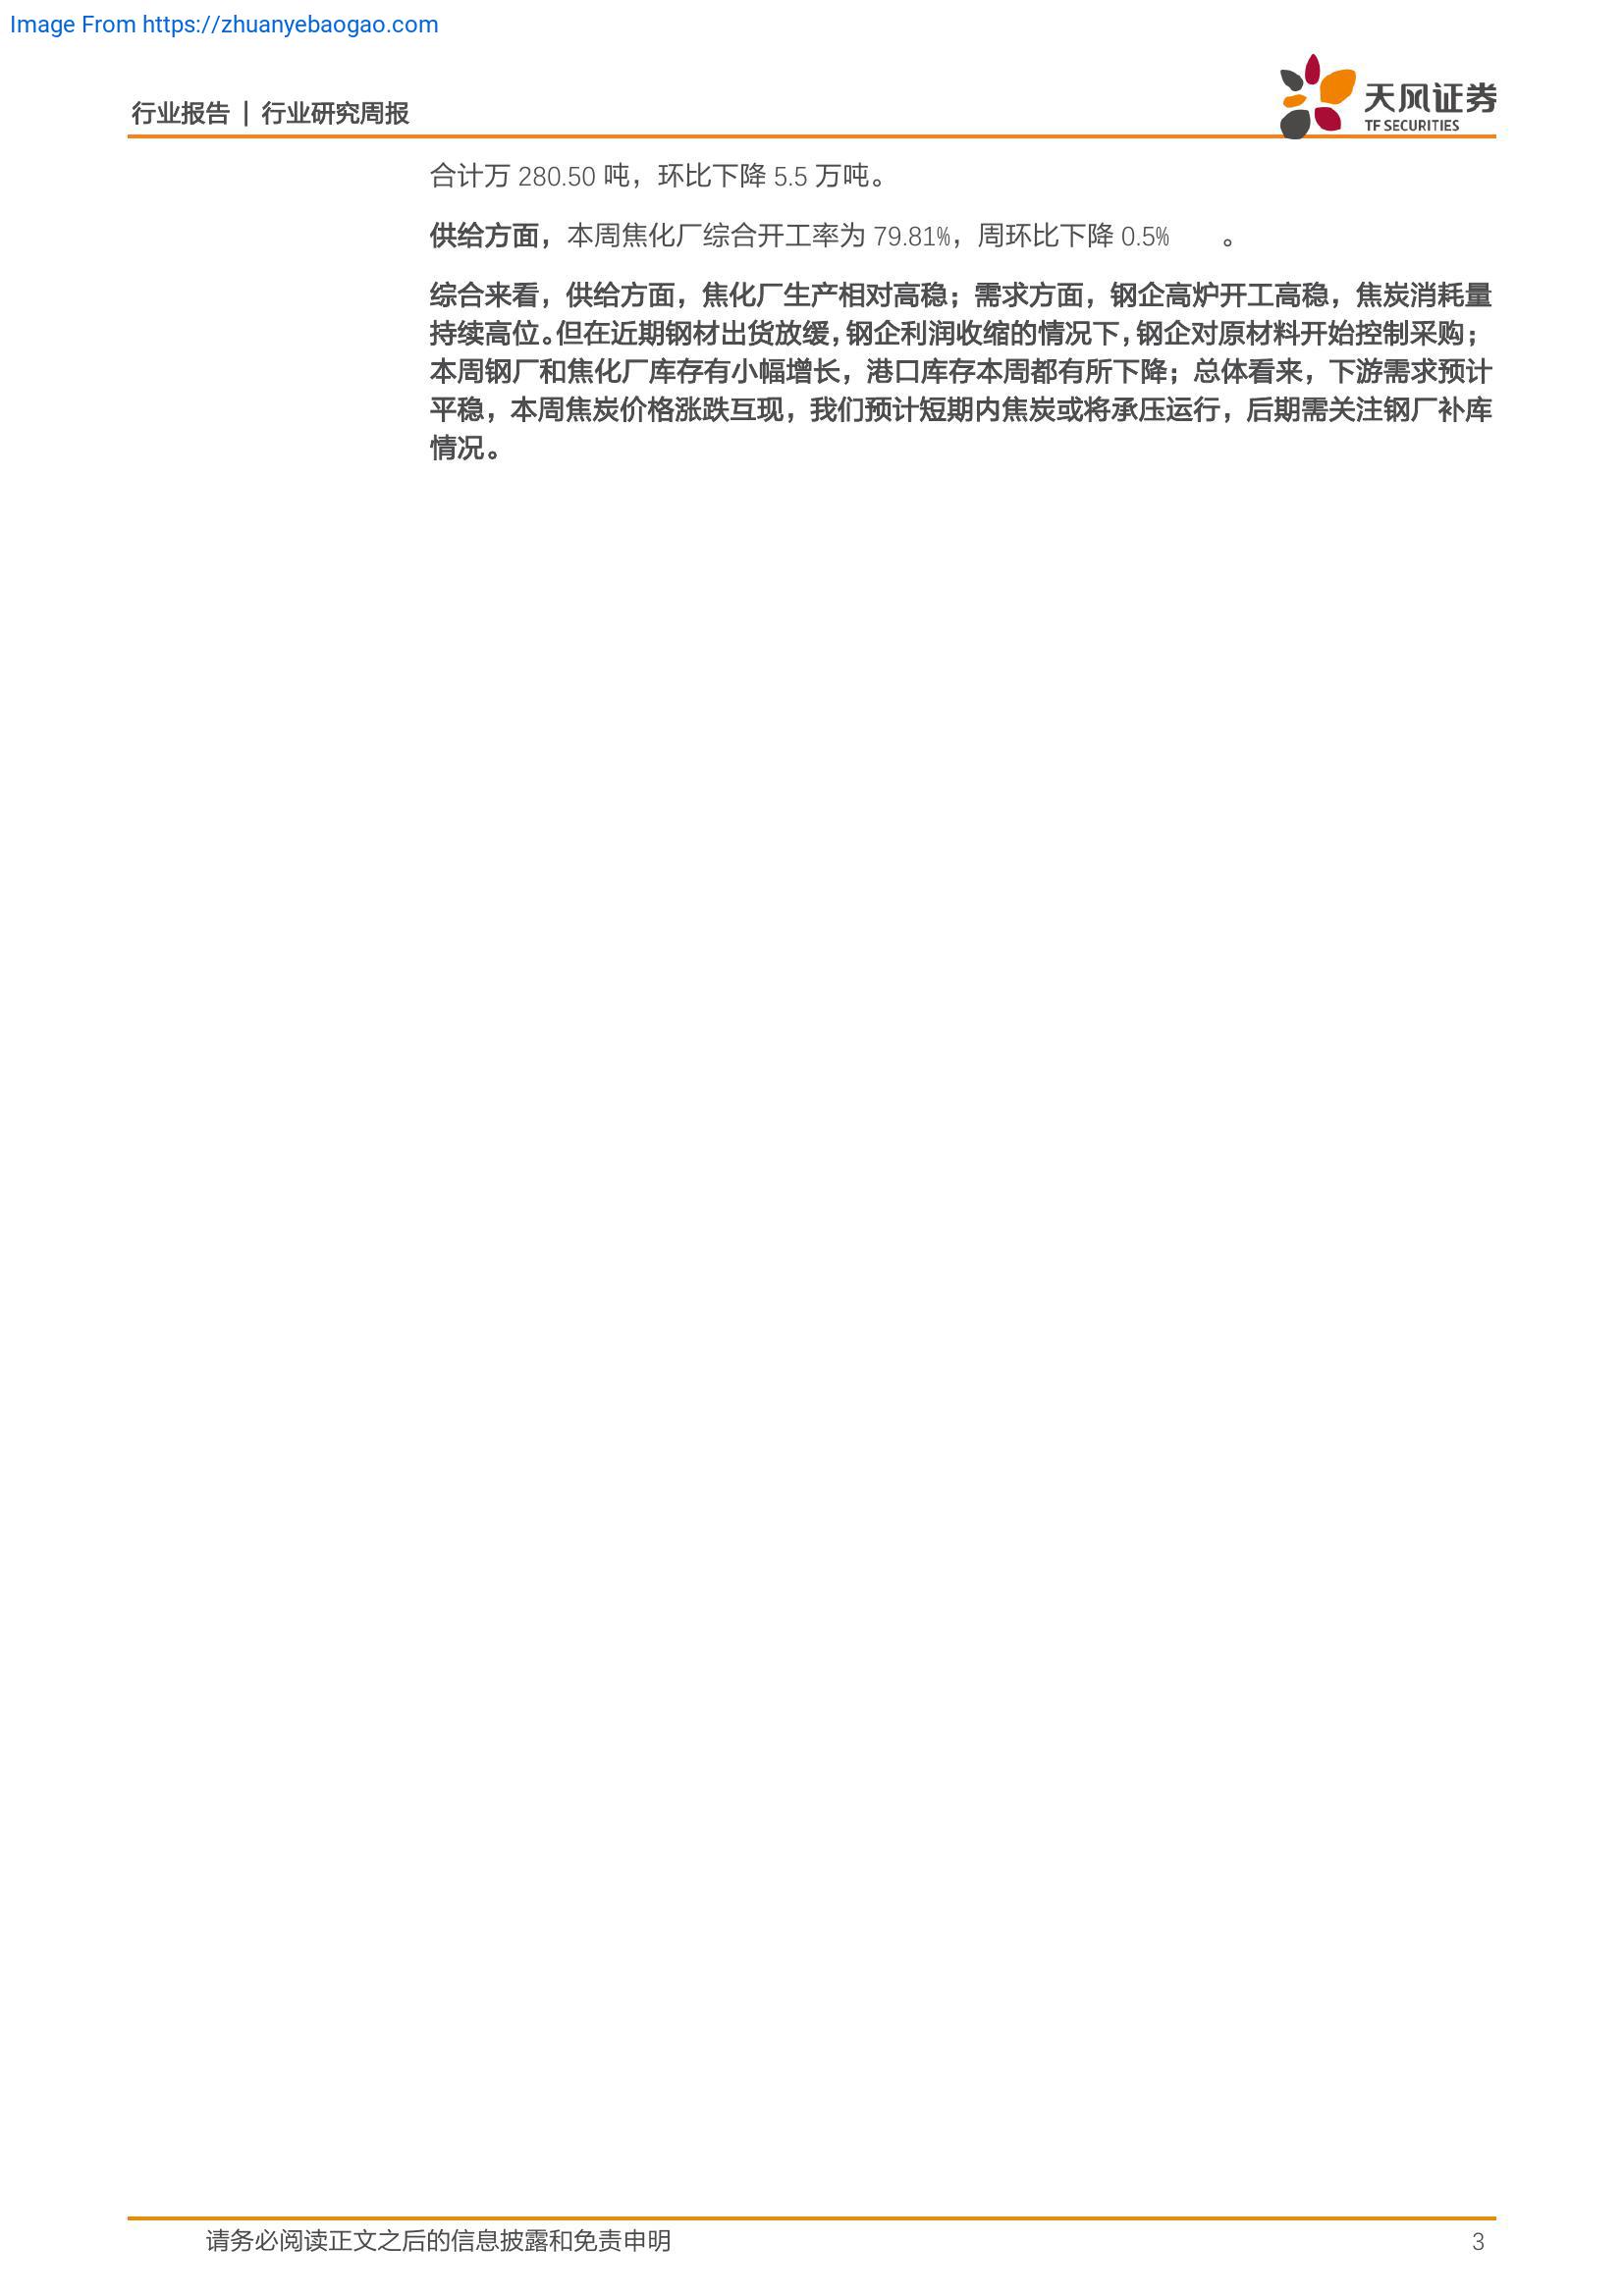 Image From https://zhuanyebaogao.com
行业报告 | 行业研究周报
天风证券
TF SECURITIES
合计万 280.50 吨，环比下降 5.5 万吨。
供给方面，本周焦化厂综合开工率为 79.81%，周环比下降 0.5% 。
综合来看，供给方面，焦化厂生产相对高稳；需求方面，钢企高炉开工高稳，焦炭消耗量
持续高位。但在近期钢材出货放缓，钢企利润收缩的情况下，钢企对原材料开始控制采购；
本周钢厂和焦化厂库存有小幅增长，港口库存本周都有所下降；总体看来，下游需求预计
平稳，本周焦炭价格涨跌互现，我们预计短期内焦炭或将承压运行，后期需关注钢厂补库
情况。
请务必阅读正文之后的信息披露和免责申明
3